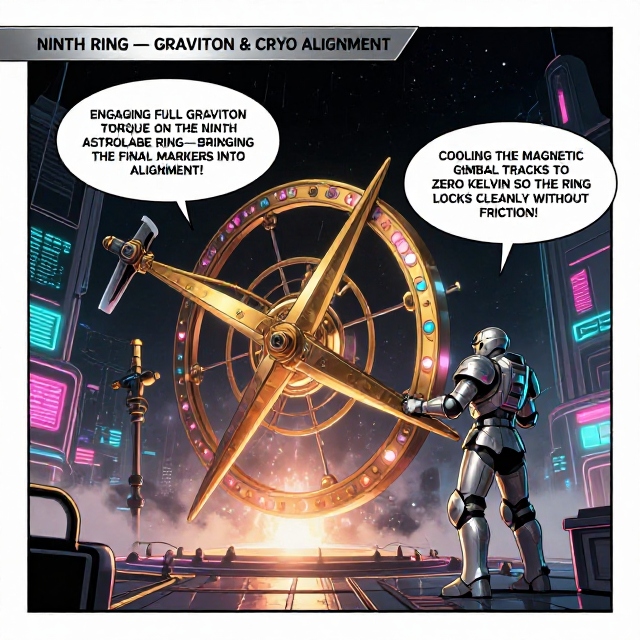 NINTH RING — GRAVITON & CRYO ALIGNMENT
ENGAGING FULL GRAVITON
TORQUE ON THE NINTH
ASTROLABE RING—BRINGING
THE FINAL MARKERS INTO
ALIGNMENT!
COOLING THE MAGNETIC
GIMBAL TRACKS TO
ZERO KELVIN SO THE RING
LOCKS CLEANLY WITHOUT
FRICTION!